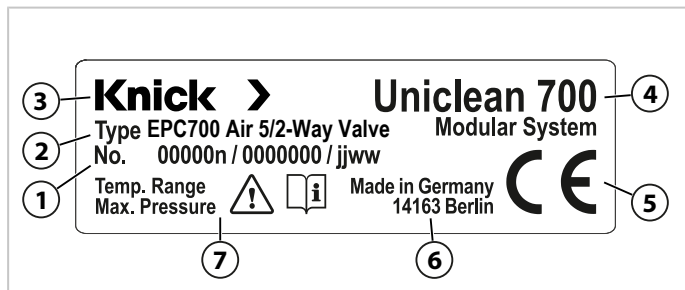 Knick >
Uniclean 700
Type EPC700 Air 5/2-Way Valve
Modular System
No. 00000n / 0000000 / jjww
Temp. Range
Max. Pressure
i
Made in Germany
14163 Berlin
CE
3
2
1
4
5
7
6